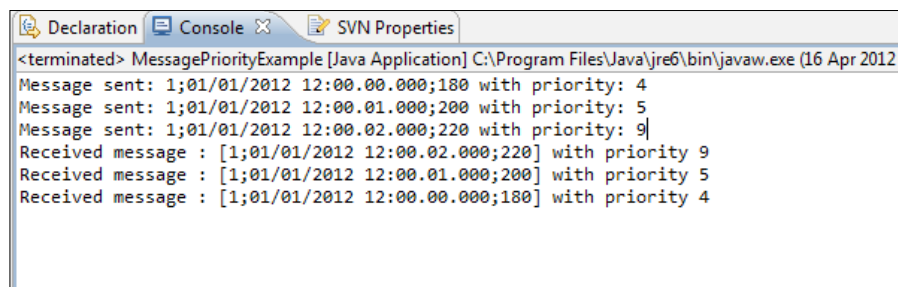 Declaration Console SVN Properties
<terminated> MessagePriorityExample [Java Application] C:\Program Files\Java\jre6\bin\javaw.exe (16 Apr 2012
Message sent: 1;01/01/2012 12:00.00.000;180 with priority: 4
Message sent: 1;01/01/2012 12:00.01.000;200 with priority: 5
Message sent: 1;01/01/2012 12:00.02.000;220 with priority: 9
Received message : [1;01/01/2012 12:00.02.000;220] with priority 9
Received message : [1;01/01/2012 12:00.01.000;200] with priority 5
Received message : [1;01/01/2012 12:00.00.000;180] with priority 4